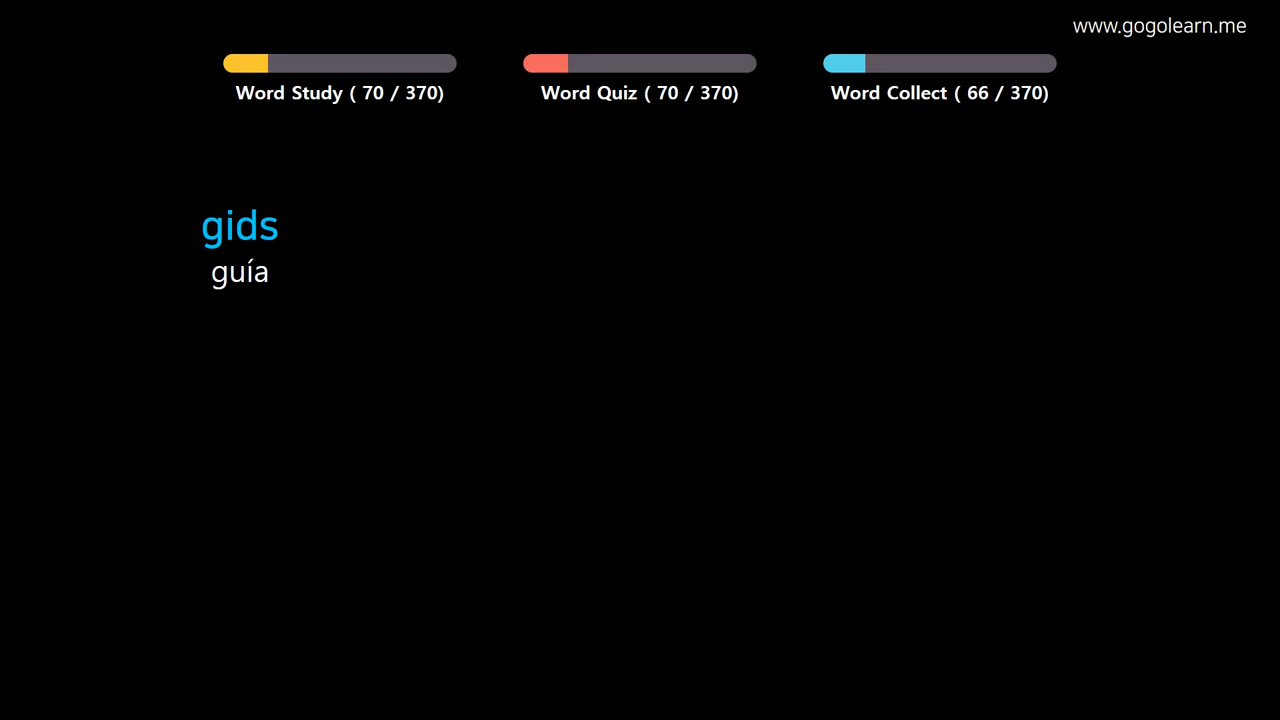 www.gogolearn.me
Word Study ( 70 / 370)
Word Quiz ( 70 / 370)
Word Collect ( 66 / 370)
gids
guía